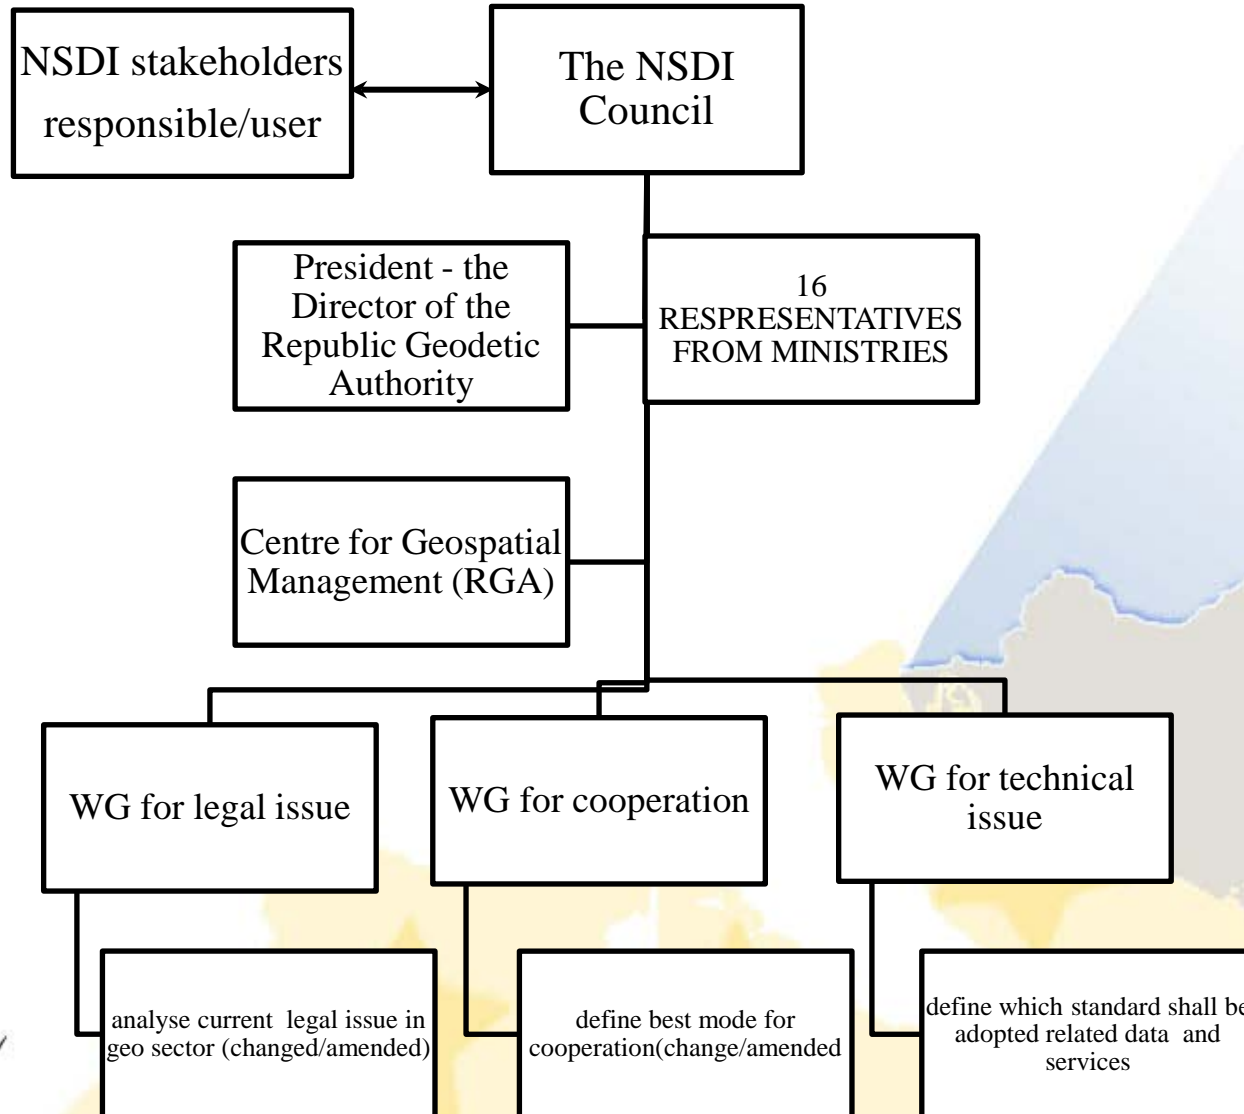 NSDI stakeholders
responsible/user
The NSDI
Council
President - the
Director of the
Republic Geodetic
Authority
16
RESPRESENTATIVES
FROM MINISTRIES
Centre for Geospatial
Management (RGA)
WG for legal issue
WG for cooperation
WG for technical
issue
analyse current legal issue in
geo sector (changed/amended)
define best mode for
cooperation(change/amended
define which standard shall be
adopted related data and
services